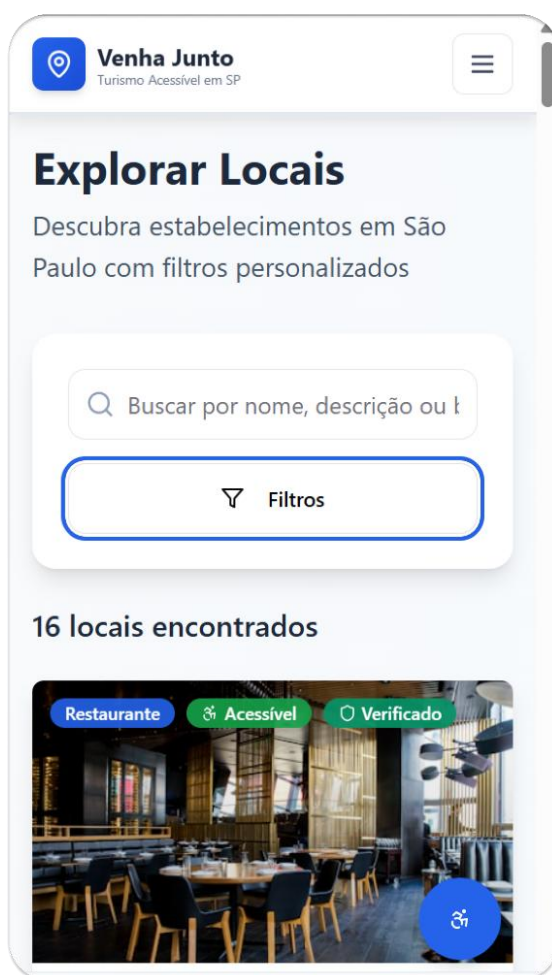 Venha Junto
Turismo Acessível em SP
Explorar Locais
Descubra estabelecimentos em São
Paulo com filtros personalizados
Buscar por nome, descrição ou
Filtros
16 locais encontrados
Restaurante Acessível Verificado